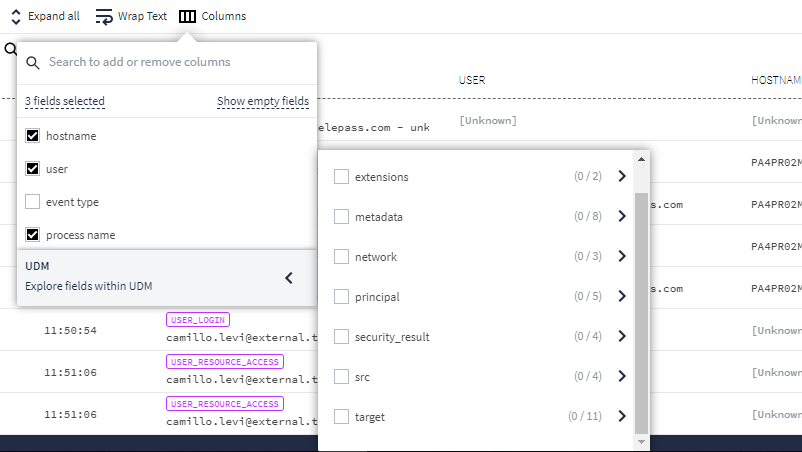 Expand all Wrap Text Columns
Search to add or remove columns
USER HOSTNAM
3 fields selected Show empty fields
[Unknown] [Unknown
elepass.com - unk
hostname
user PA4PR02M
event type s.com PA4PR02M
process name PA4PR02M
UDM
Explore fields within UDM
s.com PA4PR02M
extensions (0 / 2)
metadata (0 / 8)
network (0 / 3)
principal (0 / 5)
security_result (0 / 4)
src (0 / 4)
target (0 / 11)
USER_LOGIN
11:50:54 [Unknown
camillo.levi@external.t
USER_RESOURCE_ACCESS
11:51:06 [Unknown
camillo.levi@external.t
USER_RESOURCE_ACCESS
11:51:06 [Unknown
camillo.levi@external.t